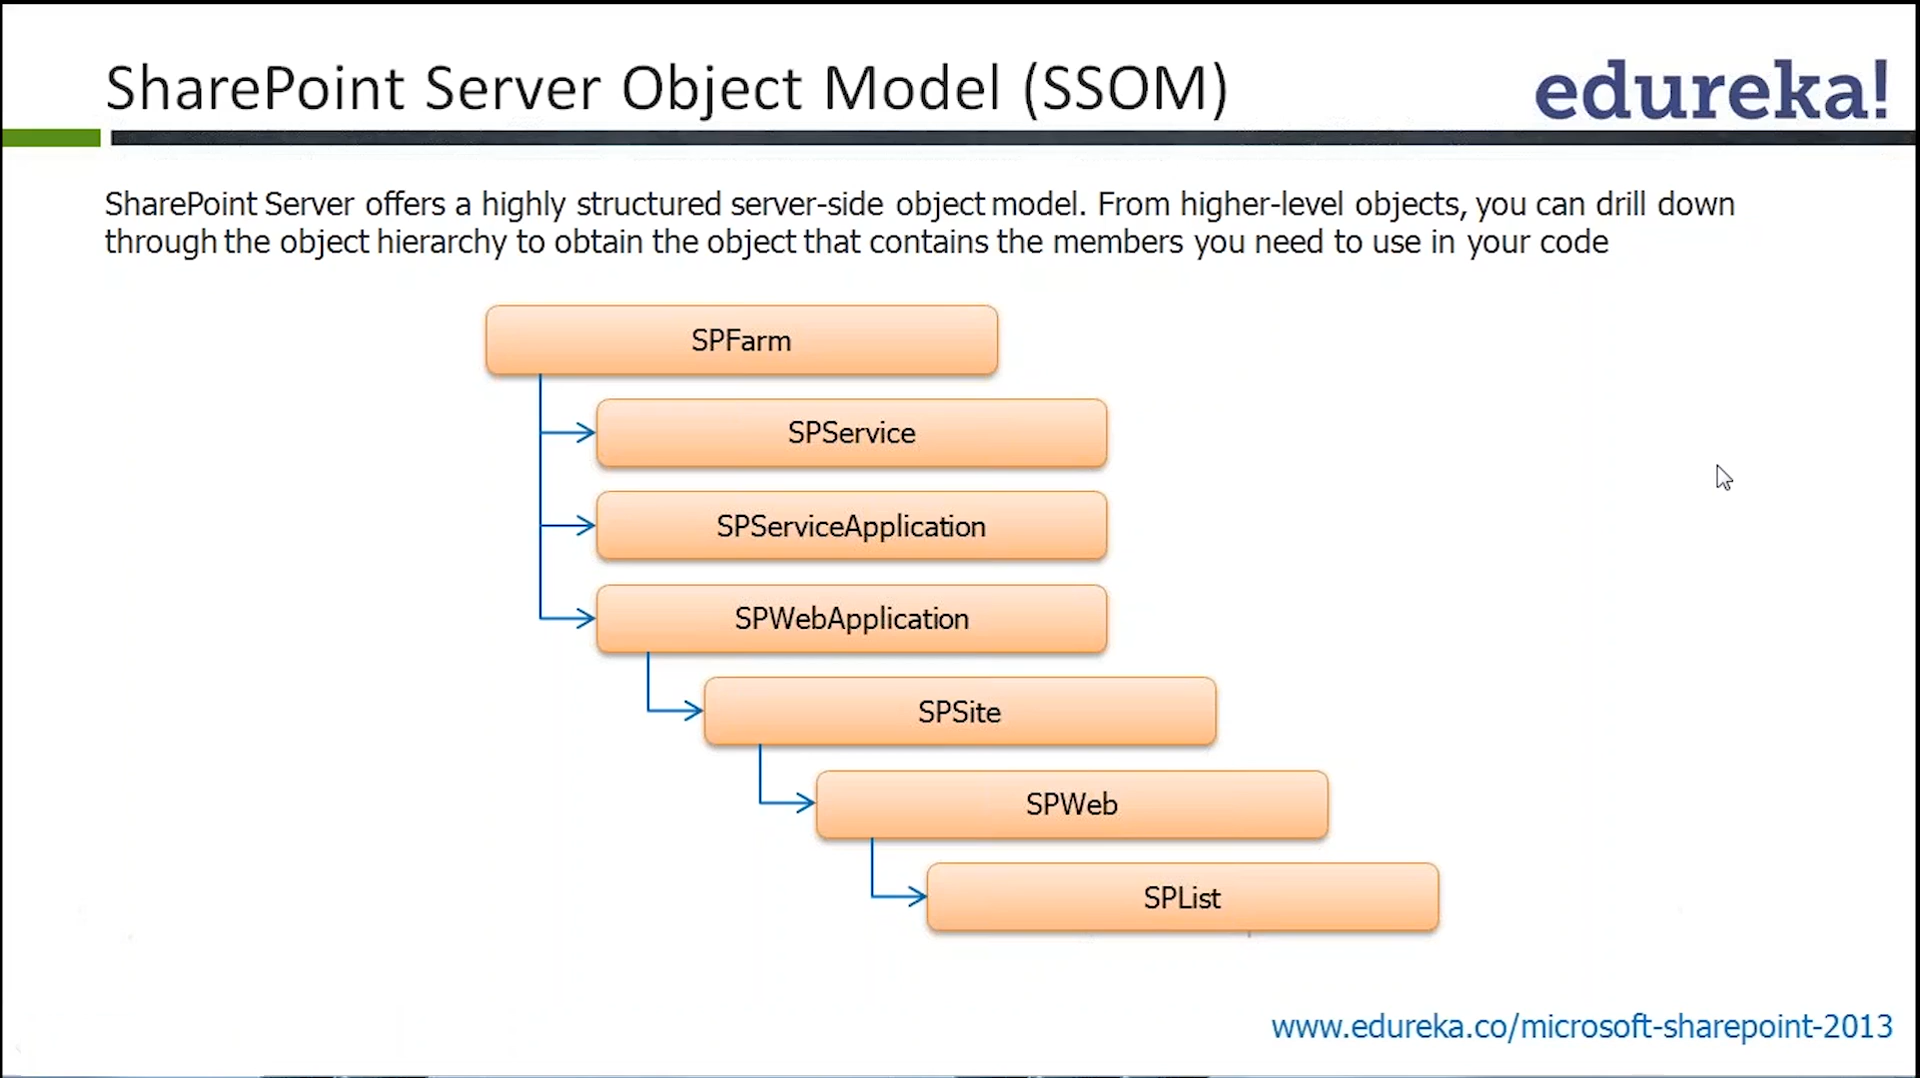 SharePoint Server Object Model (SSOM)
edureka!
SharePoint Server offers a highly structured server-side object model. From higher-level objects, you can drill down
through the object hierarchy to obtain the object that contains the members you need to use in your code
SPFarm
SPService
SPServiceApplication
SPWebApplication
SPSite
SPWeb
SPList
www.edureka.co/microsoft-sharepoint-2013